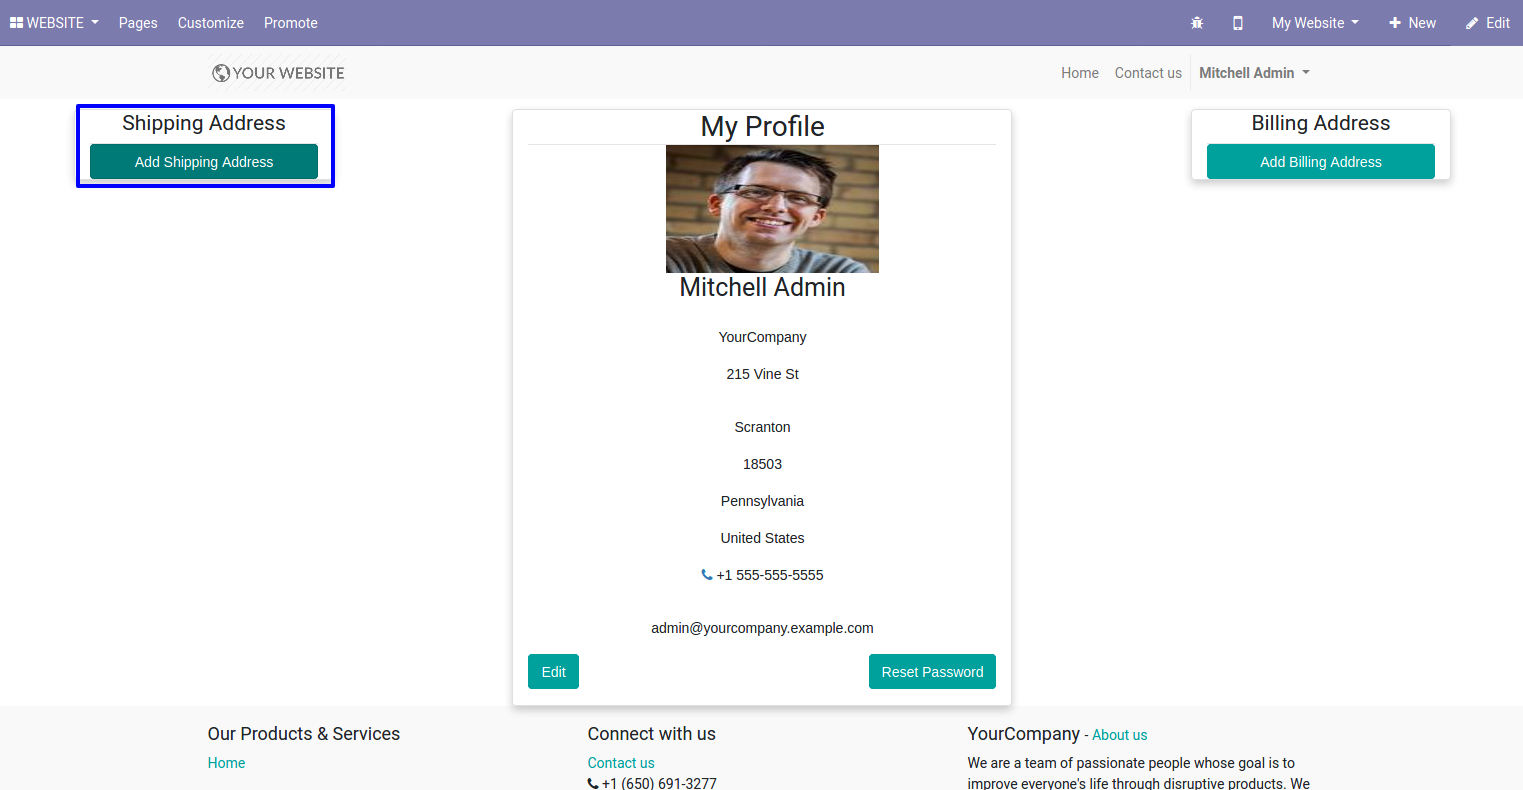 WEBSITE Pages Customize Promote My Website New Edit
YOUR WEBSITE Home Contact us Mitchell Admin
Shipping Address
Add Shipping Address
My Profile
Mitchell Admin
YourCompany
215 Vine St
Scranton
18503
Pennsylvania
United States
+1 555-555-5555
admin@yourcompany.example.com
Edit Reset Password
Billing Address
Add Billing Address
Our Products & Services
Home
Connect with us
Contact us
+1 (650) 691-3277
YourCompany - About us
We are a team of passionate people whose goal is to
improve everyone's life through disruptive products. We